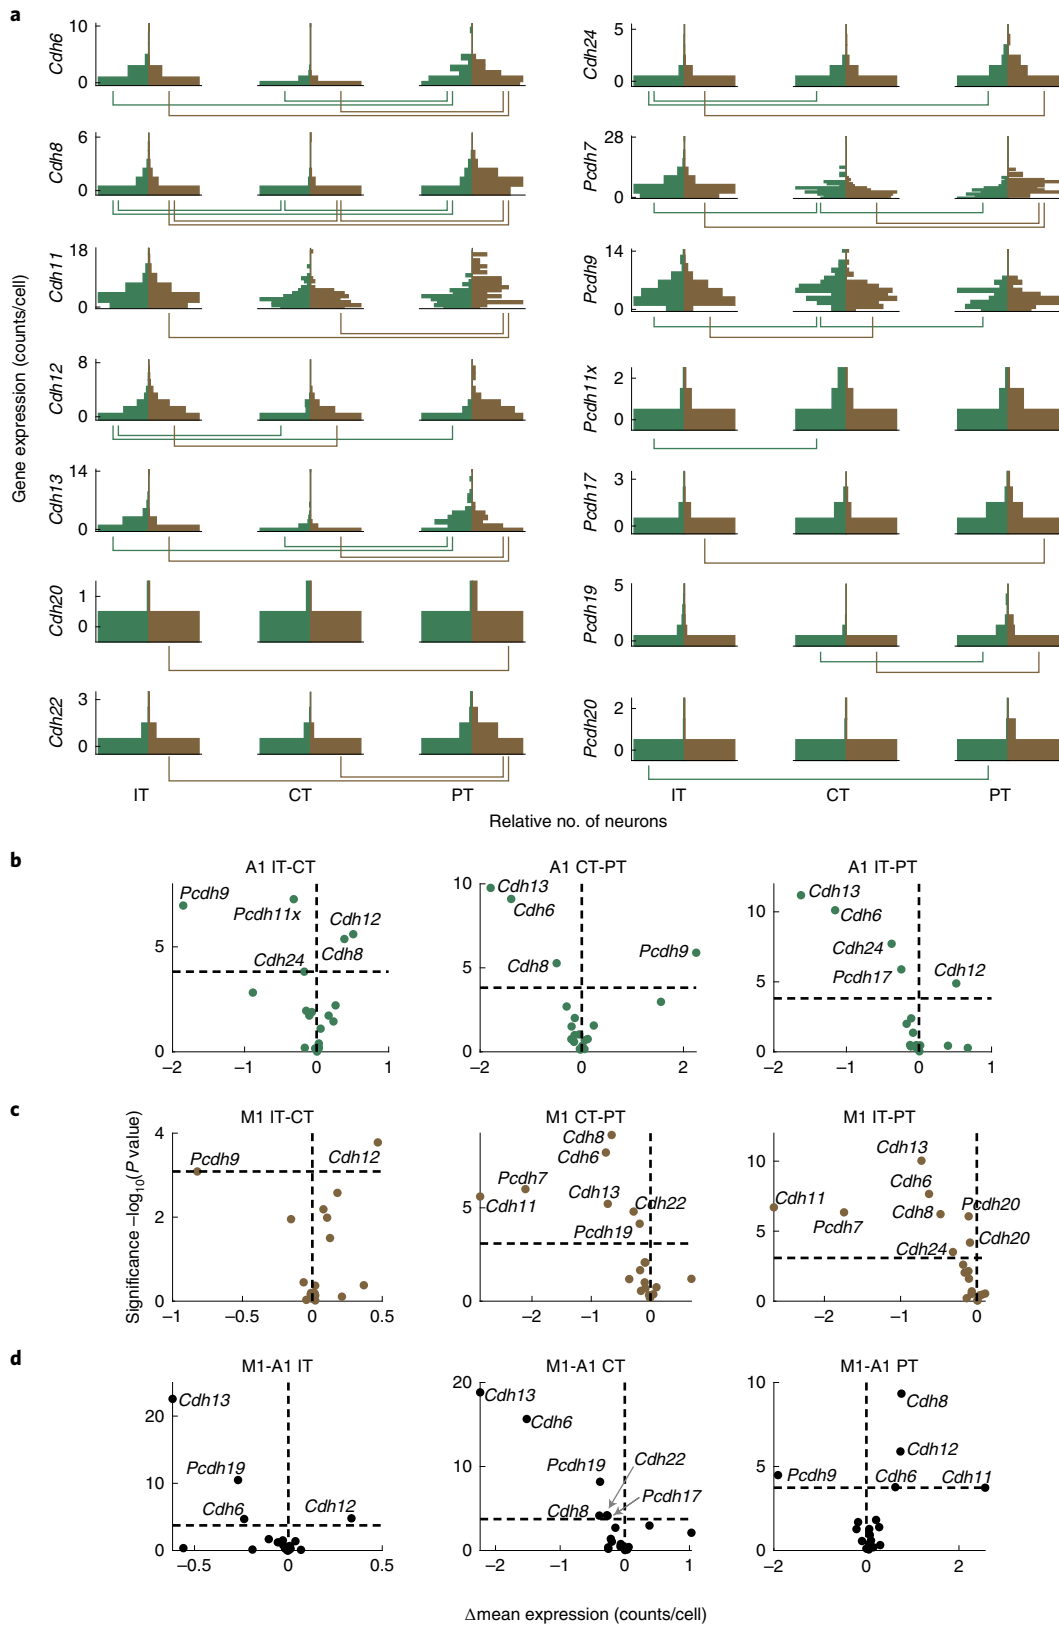 a
Gene expression (counts/cell)
Cdh6
10
0
Cdh8
6
0
Cdh11
18
0
Cdh12
8
0
Cdh13
14
0
Cdh20
1
0
Cdh22
3
0
IT CT PT
Cdh24
5
0
Pcdh7
28
0
Pcdh9
14
0
Pcdh11x
2
0
Pcdh17
3
0
Pcdh19
5
0
Pcdh20
2
0
IT CT PT
Relative no. of neurons
b
A1 IT-CT
Pcdh9
Pcdh11x
Cdh12
Cdh8
Cdh24
5
0
−2 −1 0 1
A1 CT-PT
10
Cdh13
Cdh6
Pcdh9
Cdh8
5
0
−2 0 2
A1 IT-PT
Cdh13
10
Cdh6
Cdh24
Pcdh17
Cdh12
5
0
−2 −1 0 1
c
Significance −log10(P value)
M1 IT-CT
4
Pcdh9
Cdh12
2
0
−1 −0.5 0 0.5
M1 CT-PT
Cdh8
Cdh6
Pcdh7
Cdh13
Cdh11
Cdh22
5
Pcdh19
0
−2 −1 0
M1 IT-PT
Cdh13
10
Cdh6
Cdh11
Pcdh20
Pcdh7
Cdh8
5
Cdh20
Cdh24
0
−2 −1 0
d
M1-A1 IT
Cdh13
20
Pcdh19
10
Cdh6
Cdh12
0
−0.5 0 0.5
M1-A1 CT
20
Cdh13
Cdh6
Pcdh19
Cdh22
10
Pcdh17
Cdh8
0
−2 −1 0 1
M1-A1 PT
10
Cdh8
Cdh12
5
Pcdh9
Cdh6
Cdh11
0
−2 0 2
Δmean expression (counts/cell)